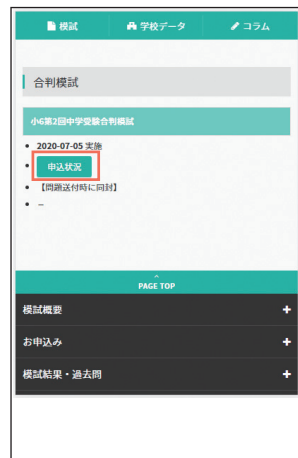 模試 学校データ コラム
合判模試
小6第2回中学受験合判模試
2020-07-05 実施
申込状況
【問題送付時に同封】
–
PAGE TOP
模試概要 +
お申込み +
模試結果・過去問 +